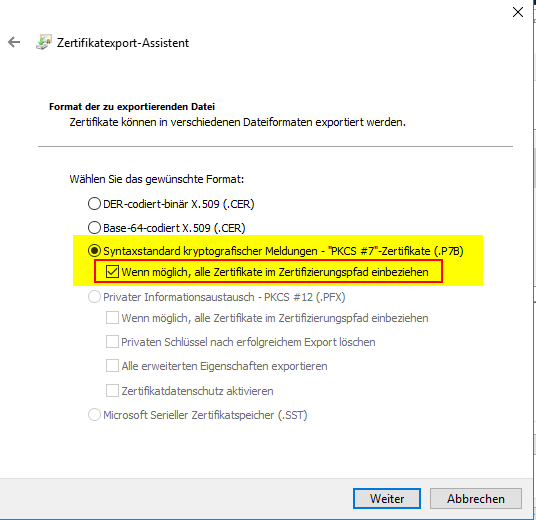 Zertifikatexport-Assistent
Format der zu exportierenden Datei
Zertifikate können in verschiedenen Dateiformaten exportiert werden.
Wählen Sie das gewünschte Format:
DER-codiert-binär X.509 (.CER)
Base-64-codiert X.509 (.CER)
Syntaxstandard kryptografischer Meldungen - "PKCS #7"-Zertifikate (.P7B)
Wenn möglich, alle Zertifikate im Zertifizierungspfad einbeziehen
Privater Informationsaustausch - PKCS #12 (.PFX)
Wenn möglich, alle Zertifikate im Zertifizierungspfad einbeziehen
Privaten Schlüssel nach erfolgreichem Export löschen
Alle erweiterten Eigenschaften exportieren
Zertifikatdatenschutz aktivieren
Microsoft Serieller Zertifikatspeicher (.SST)
Weiter Abbrechen